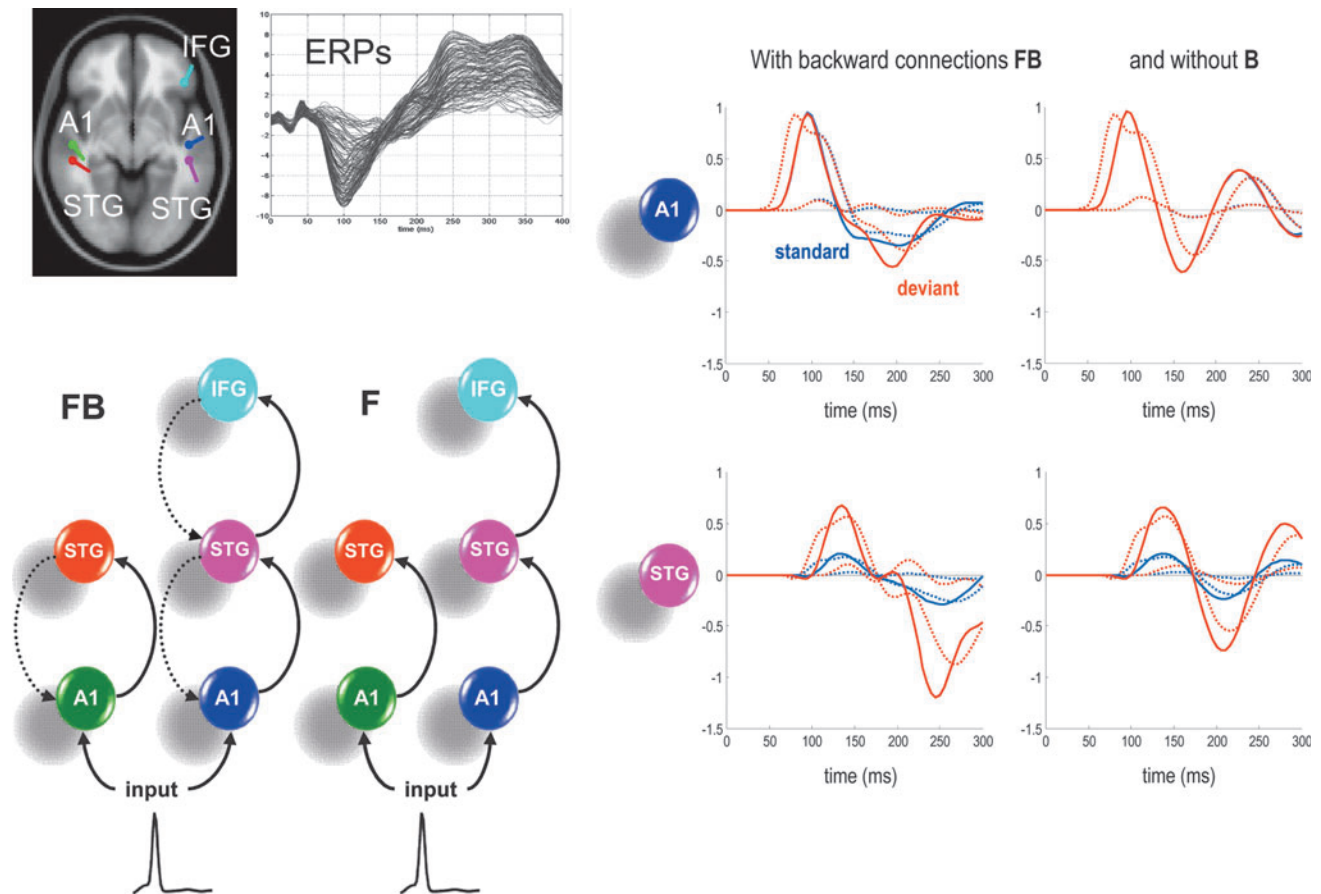 IFG
A1
A1
STG
STG
ERPs
10
8
6
4
2
0
-2
-4
-6
-8
-10
0
50
100
150
200
250
300
350
400
time (ms)
With backward connections FB
and without B
A1
1
0.5
0
-0.5
-1
-1.5
standard
deviant
0
50
100
150
200
250
300
time (ms)
1
0.5
0
-0.5
-1
-1.5
0
50
100
150
200
250
300
time (ms)
FB
IFG
STG
STG
A1
A1
input
F
IFG
STG
STG
A1
A1
input
STG
1
0.5
0
-0.5
-1
-1.5
0
50
100
150
200
250
300
time (ms)
1
0.5
0
-0.5
-1
-1.5
0
50
100
150
200
250
300
time (ms)